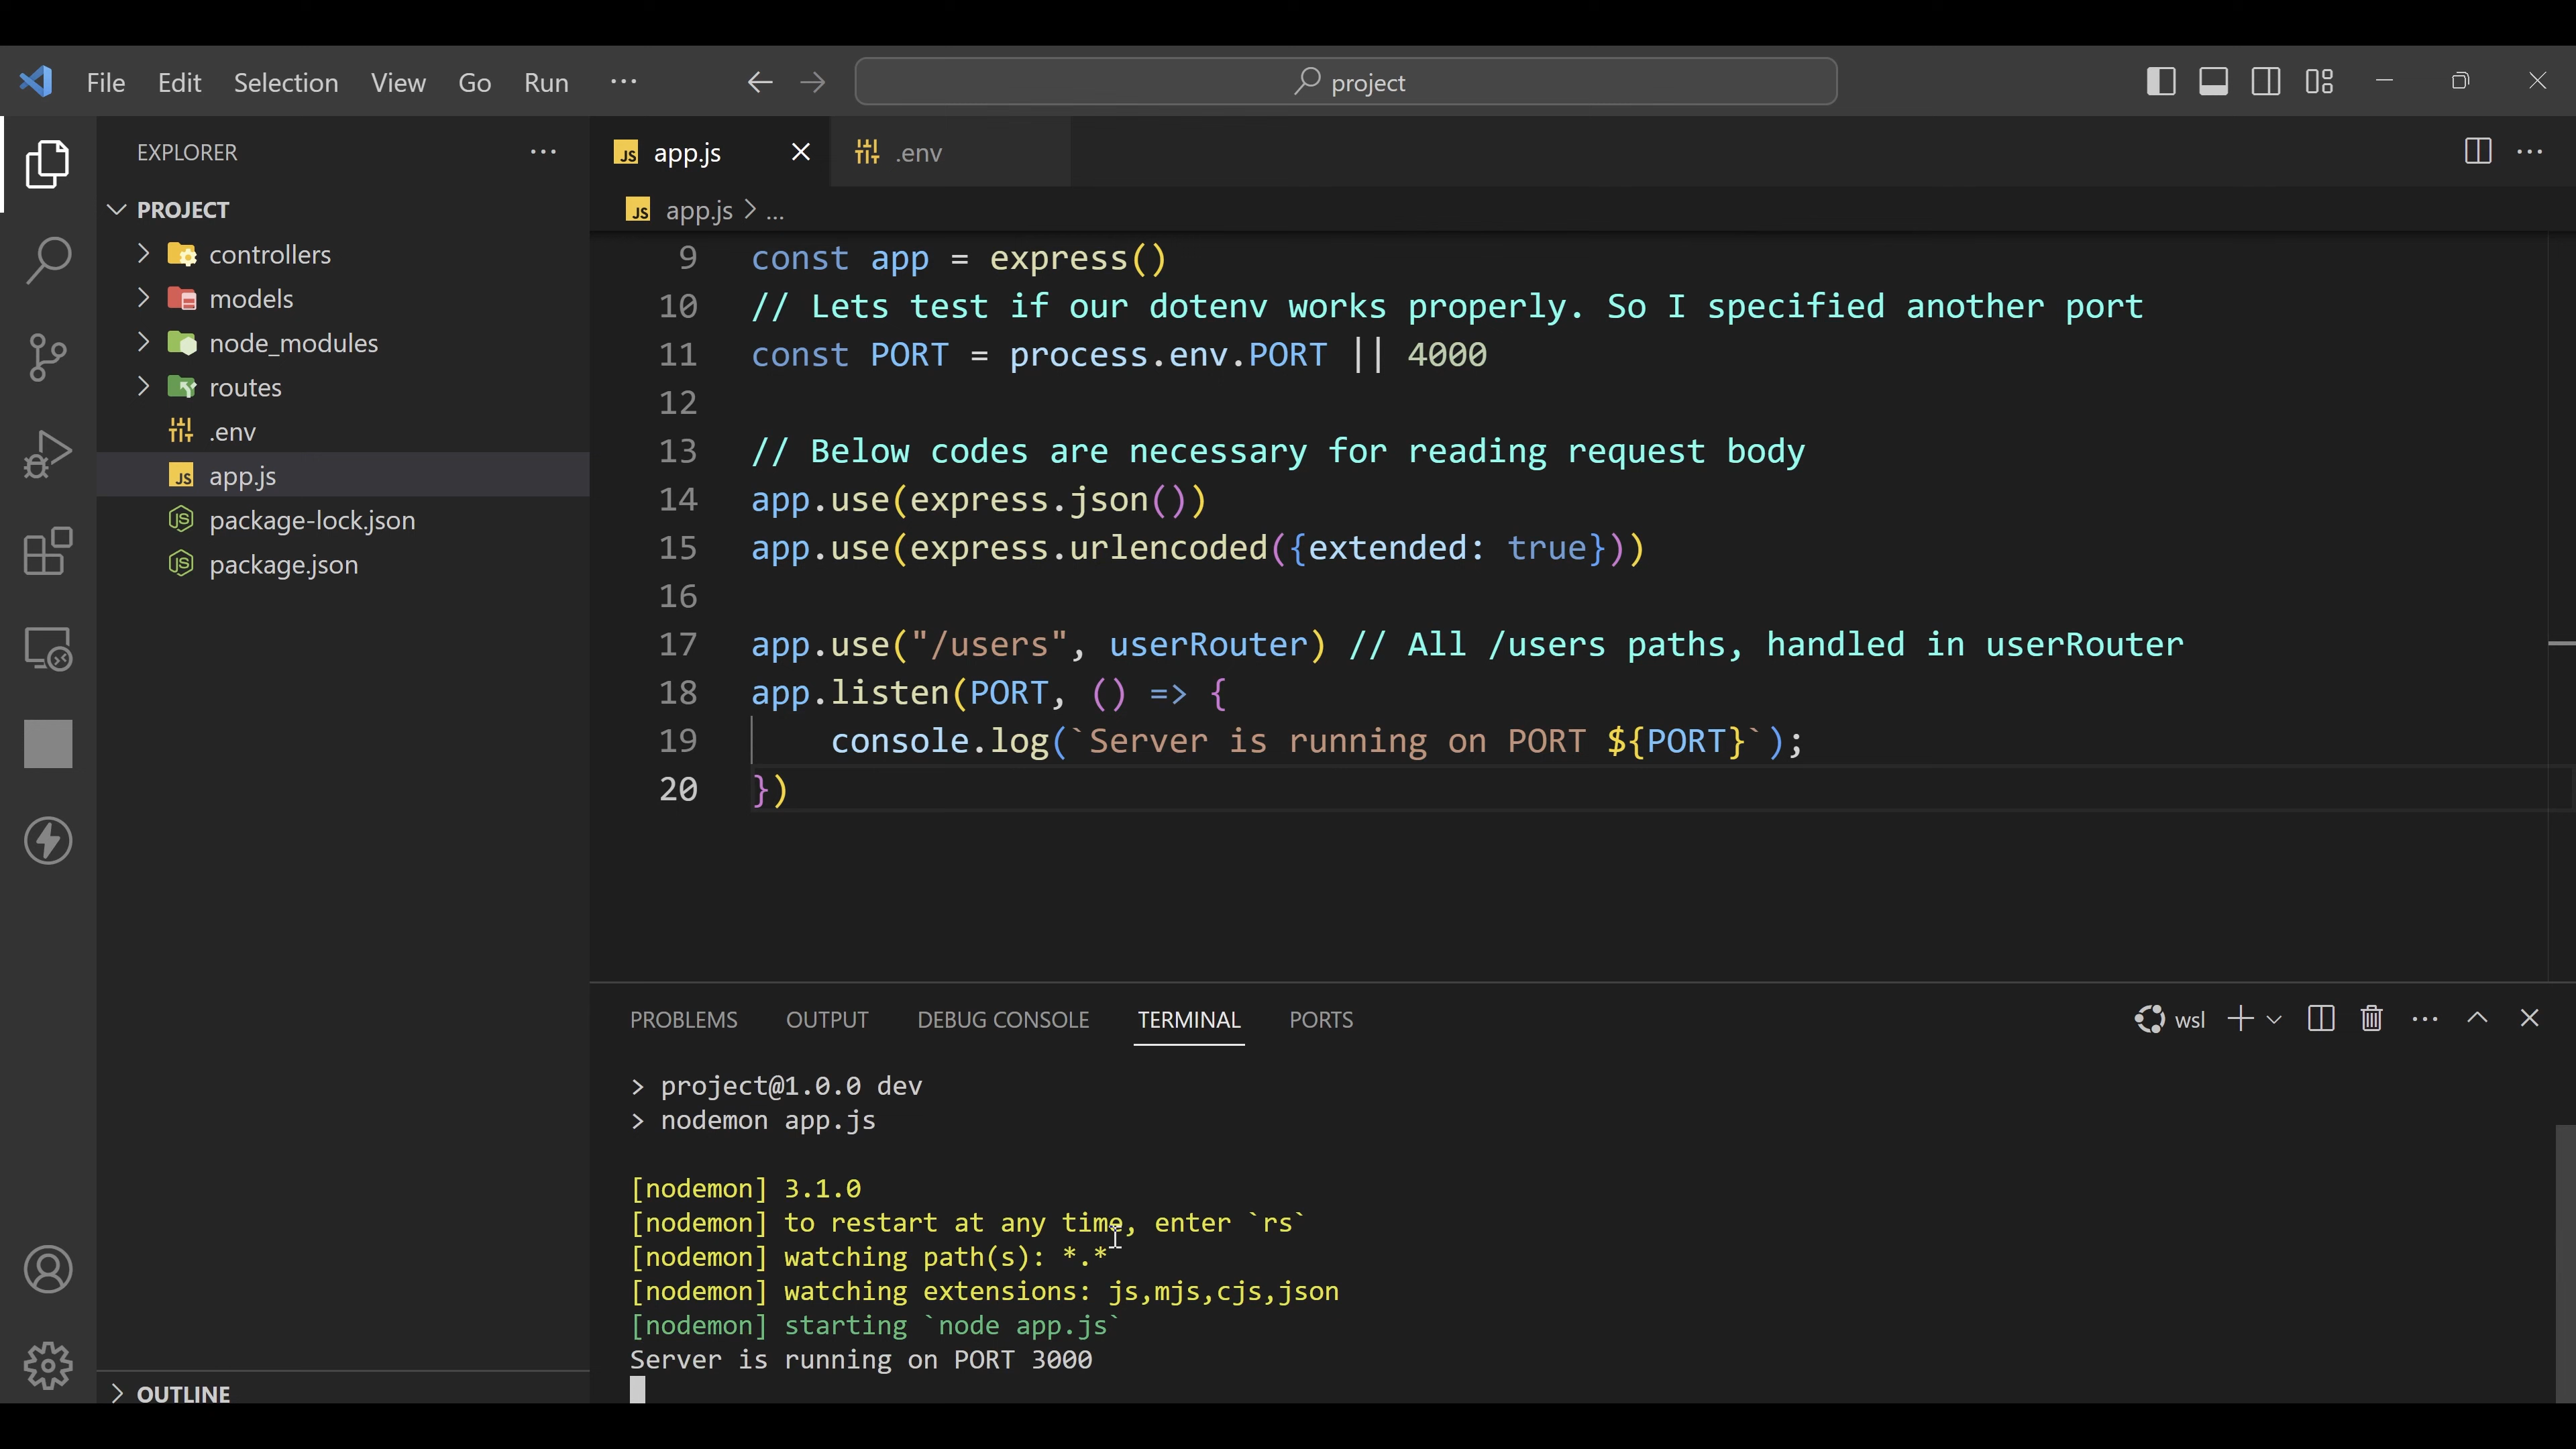 File Edit Selection View Go Run ··· project
EXPLORER ···
PROJECT
controllers
models
node_modules
routes
.env
JS app.js
package-lock.json
package.json
OUTLINE
JS app.js .env ···
JS app.js > ...
9 const app = express()
10 // Lets test if our dotenv works properly. So I specified another port
11 const PORT = process.env.PORT || 4000
12
13 // Below codes are necessary for reading request body
14 app.use(express.json())
15 app.use(express.urlencoded({extended: true}))
16
17 app.use("/users", userRouter) // All /users paths, handled in userRouter
18 app.listen(PORT, () => {
19 console.log(`Server is running on PORT ${PORT}`);
20 })
PROBLEMS OUTPUT DEBUG CONSOLE TERMINAL PORTS wsl ···
> project@1.0.0 dev
> nodemon app.js
[nodemon] 3.1.0
[nodemon] to restart at any time, enter `rs`
[nodemon] watching path(s): *.*
[nodemon] watching extensions: js,mjs,cjs,json
[nodemon] starting `node app.js`
Server is running on PORT 3000